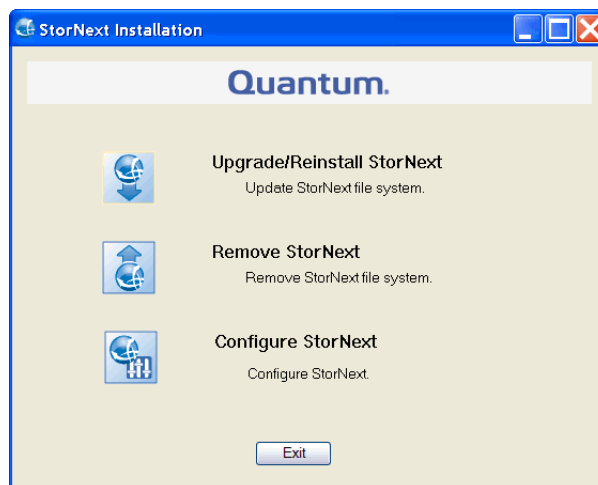 StorNext Installation
Quantum.
Upgrade/Reinstall StorNext
Update StorNext file system.
Remove StorNext
Remove StorNext file system.
Configure StorNext
Configure StorNext.
Exit